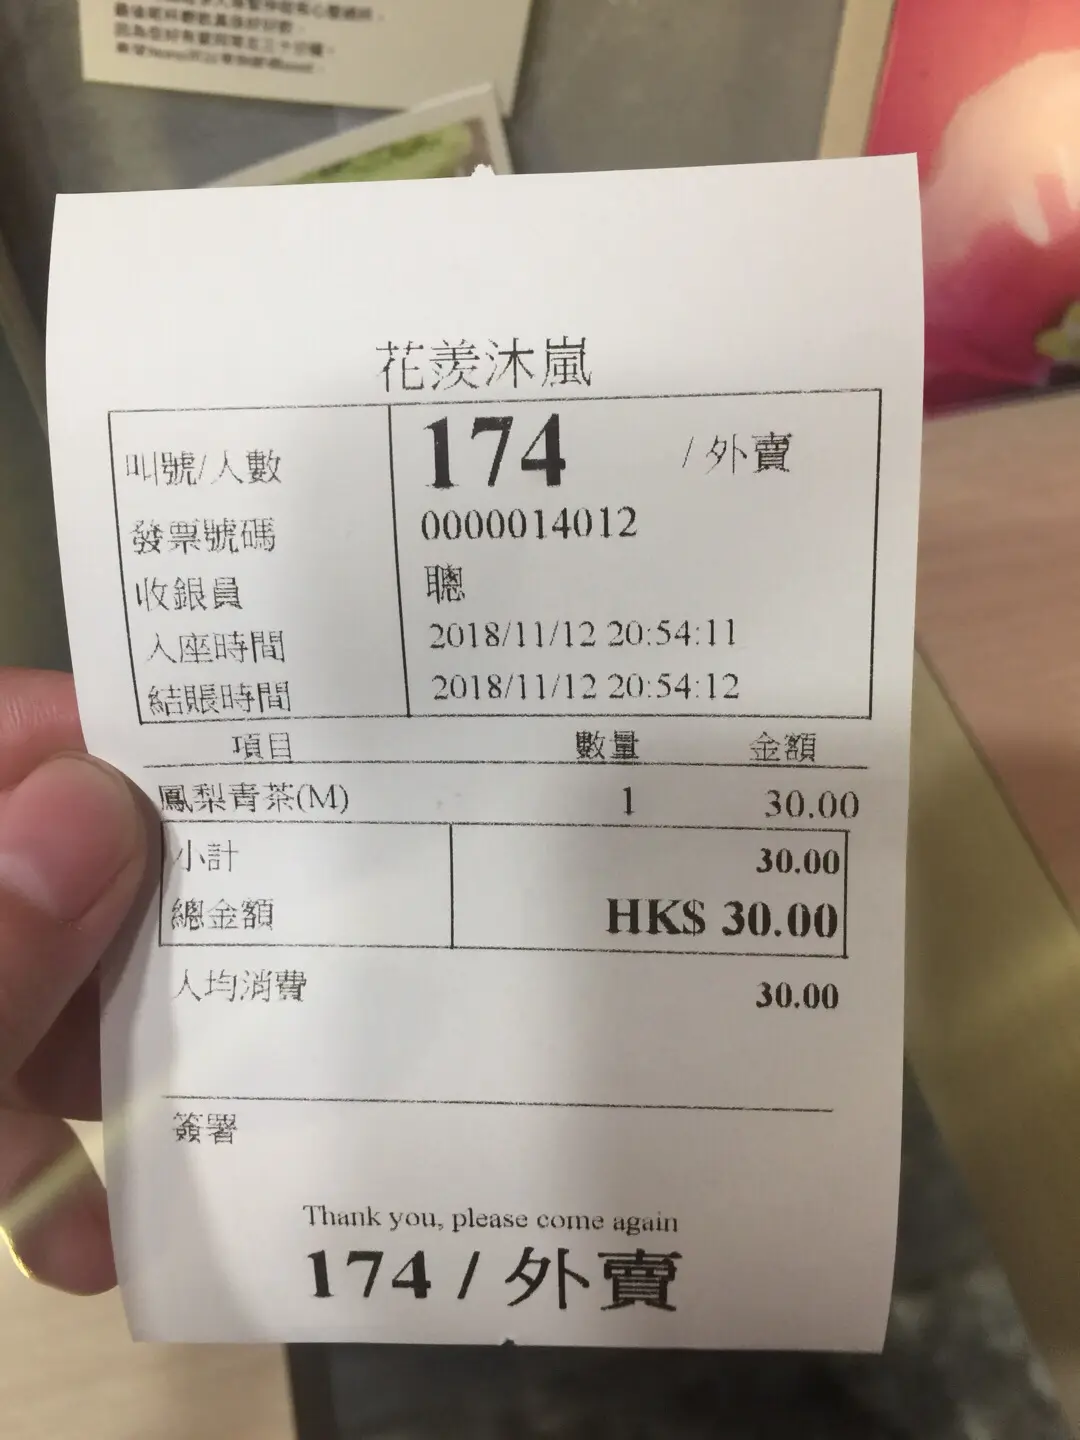 花羨沐嵐
叫號/人數 174 / 外賣
發票號碼 0000014012
收銀員 聰
入座時間 2018/11/12 20:54:11
結賬時間 2018/11/12 20:54:12
項目 數量 金額
鳳梨青茶(M) 1 30.00
小計 30.00
總金額 HK$ 30.00
人均消費 30.00
簽署
Thank you, please come again
174 / 外賣